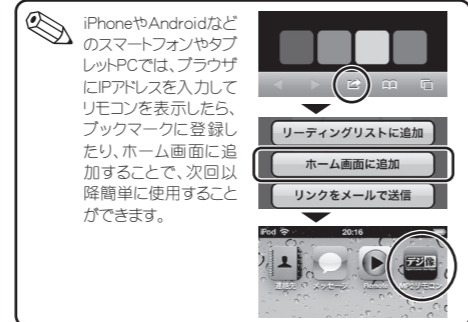 iPhoneやAndroidなど
のスマートフォンやタブ
レットPCでは、ブラウザ
にIPアドレスを入力して
リモコンを表示したら、
ブックマークに登録し
たり、ホーム画面に追
加することで、次回以
降簡単に使用すること
ができます。
リーディングリストに追加
ホーム画面に追加
リンクをメールで送信
iPod
20:16
デジ像
連絡先
メッセージ
Remote